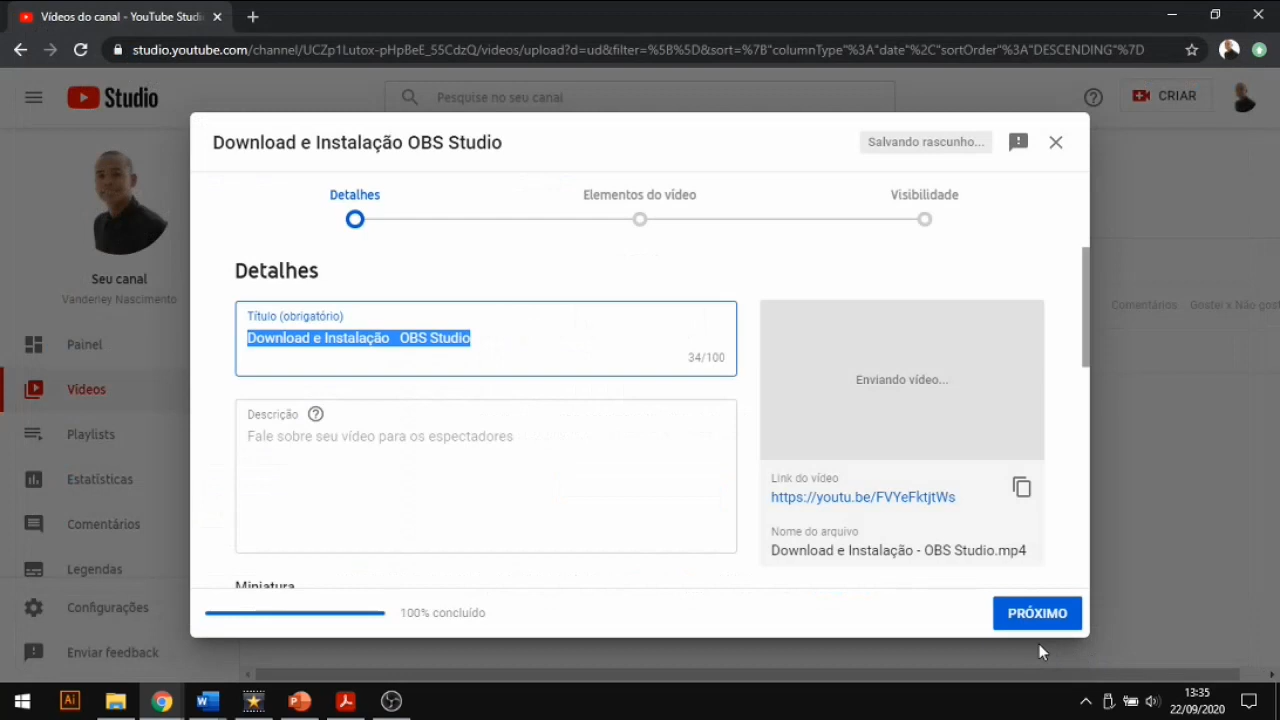 Vídeos do canal - YouTube Studi
studio.youtube.com/channel/UCZp1Lutox-pHpBeE_55CdzQ/videos/upload?d=ud&filter=%5B%5D&sort=%7B"columnType"%3A"date"%2C"sortOrder"%3A"DESCENDING"%7D
Studio
Pesquise no seu canal
CRIAR
Download e Instalação OBS Studio
Salvando rascunho...
Detalhes
Elementos do vídeo
Visibilidade
Seu canal
Vanderley Nascimento
Painel
Vídeos
Playlists
Estatísticas
Comentários
Legendas
Configurações
Enviar feedback
Detalhes
Título (obrigatório)
Download e Instalação OBS Studio
34/100
Descrição
Fale sobre seu vídeo para os espectadores
Miniatura
Enviando vídeo...
Link do vídeo
https://youtu.be/FVYeFktjtWs
Nome do arquivo
Download e Instalação - OBS Studio.mp4
Comentários Gostei x Não gost
100% concluído
PRÓXIMO
Ai
13:35
22/09/2020